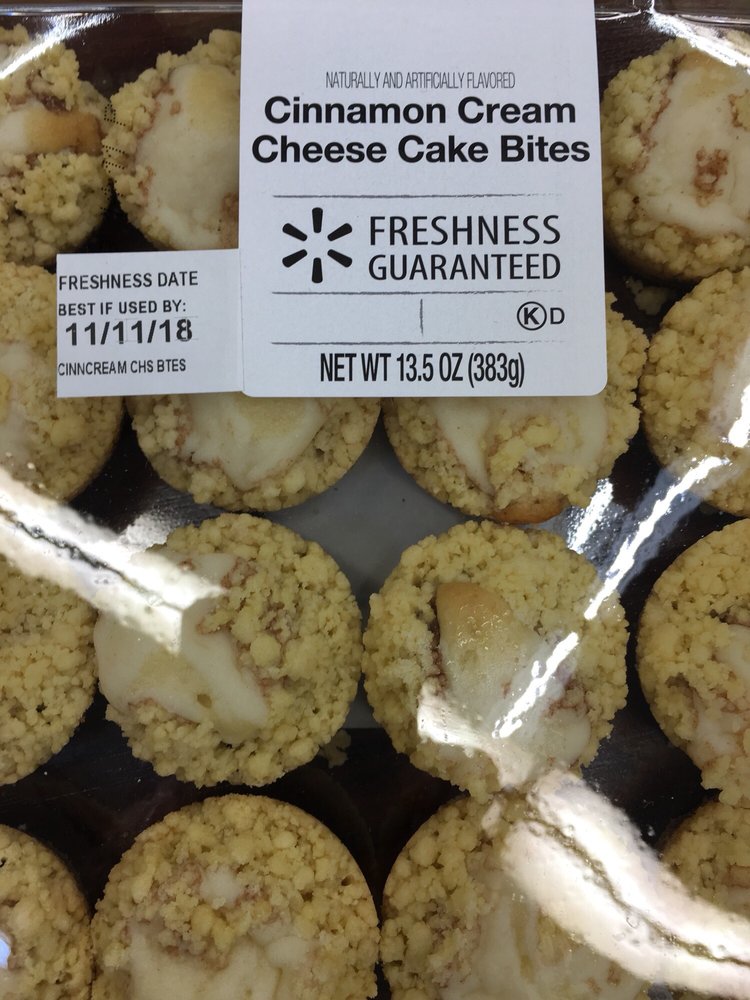 NATURALLY AND ARTIFICIALLY FLAVORED
Cinnamon Cream
Cheese Cake Bites
FRESHNESS
GUARANTEED
K D
NET WT 13.5 OZ (383g)
FRESHNESS DATE
BEST IF USED BY:
11/11/18
CINNCREAM CHS BTES